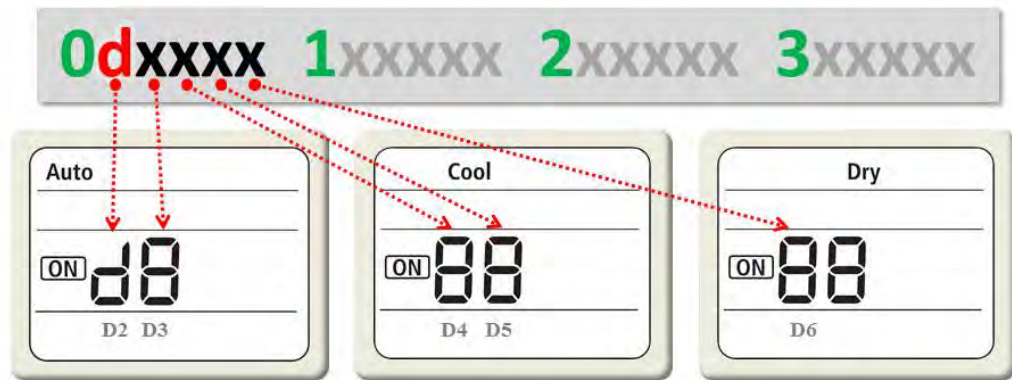 0dxxxx 1xxxxx 2xxxxx 3xxxxx
Auto Cool Dry
ON d8 ON 88 ON 88
D2 D3 D4 D5 D6